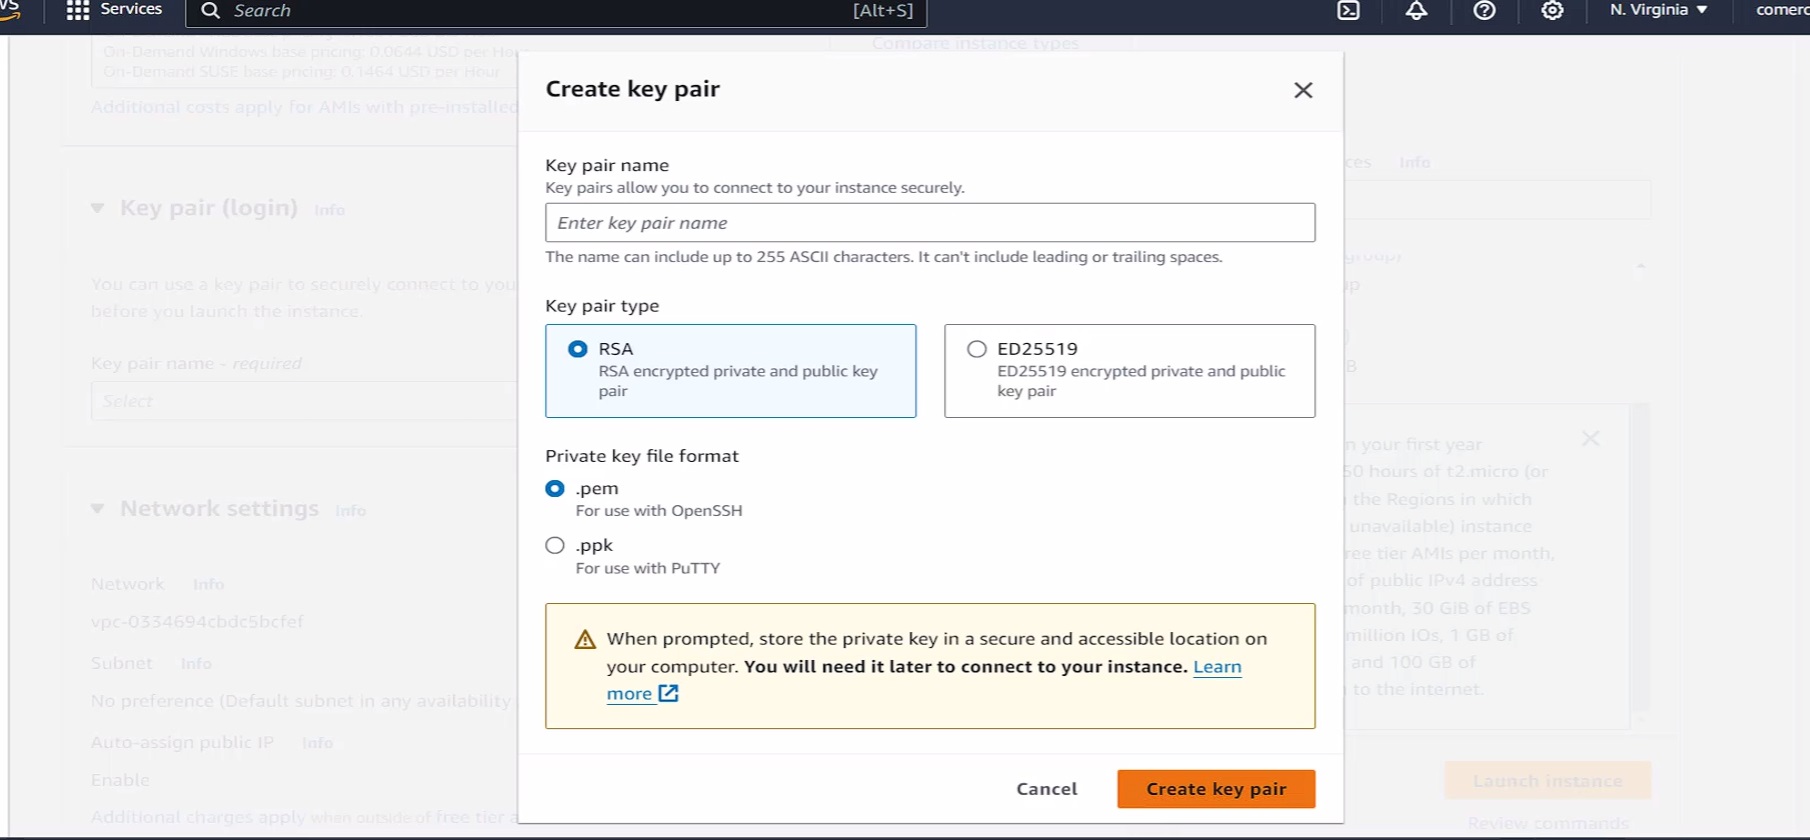 Services
Search
[Alt+S]
N. Virginia
On-Demand Windows base pricing: 0.0644 USD per
On-Demand SUSE base pricing: 0.1464 USD per Hour
Compare instance types
Additional costs apply for AMIs with pre-installed
Key pair (login) Info
You can use a key pair to securely connect to
before you launch the instance.
Key pair name - required
Select
Network settings Info
Network Info
vpc-0334694cbdc5bcfef
Subnet Info
No preference (Default subnet in any availability
Auto-assign public IP Info
Enable
Additional charges apply when outside of free tier
Create key pair
Key pair name
Key pairs allow you to connect to your instance securely.
Enter key pair name
The name can include up to 255 ASCII characters. It can't include leading or trailing spaces.
Key pair type
RSA
RSA encrypted private and public key
pair
ED25519
ED25519 encrypted private and public
key pair
Private key file format
.pem
For use with OpenSSH
.ppk
For use with PuTTY
When prompted, store the private key in a secure and accessible location on
your computer. You will need it later to connect to your instance. Learn
more
Cancel
Create key pair
Info
your first year
hours of t2.micro (or
the Regions in which
unavailable) instance
tier AMIs per month,
of public IPv4 address
month, 30 GiB of EBS
million IOs, 1 GB of
and 100 GB of
to the internet.
Launch instance
Review commands